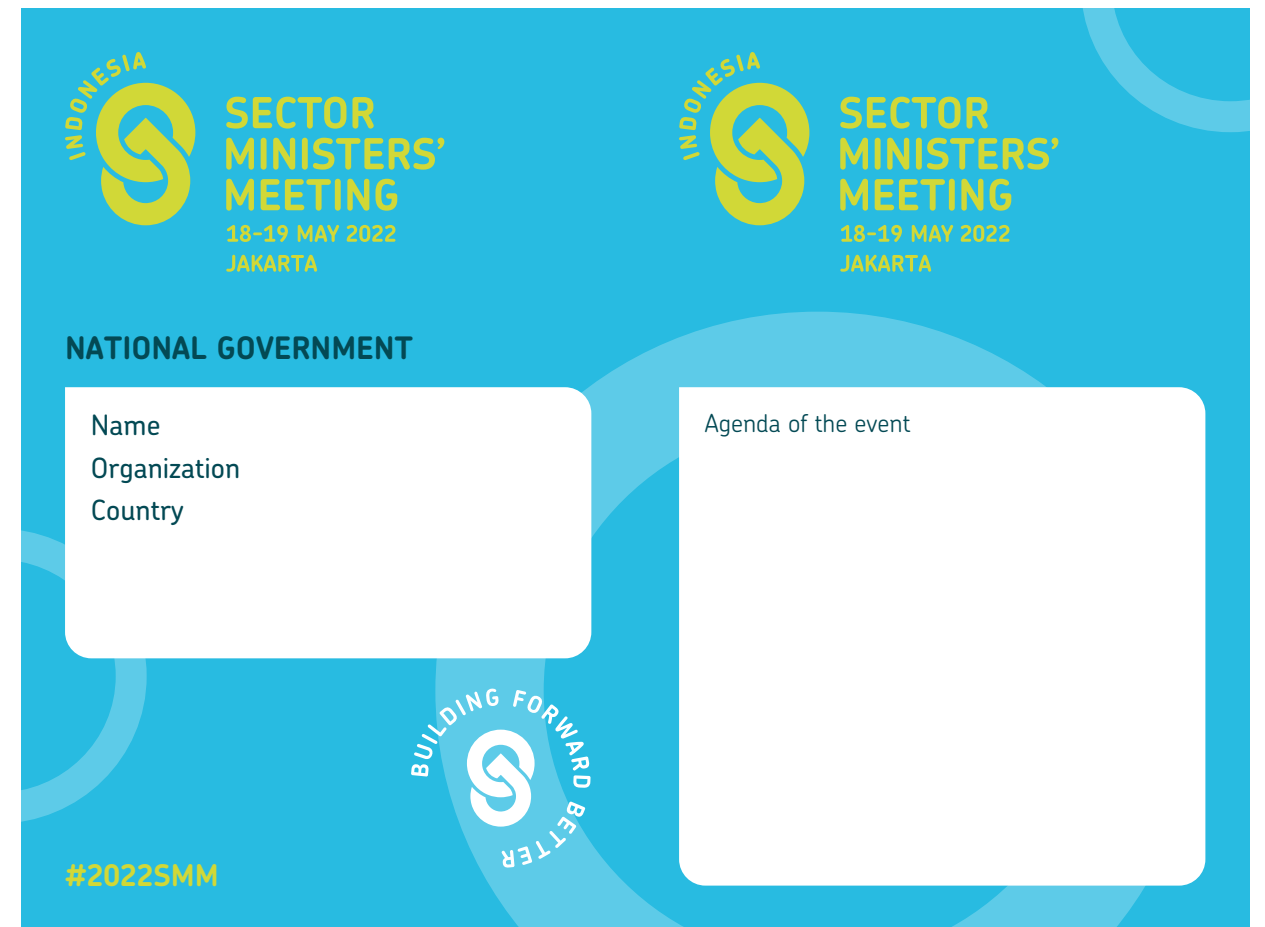 INDONESIA
SECTOR
MINISTERS’
MEETING
18-19 MAY 2022
JAKARTA
NATIONAL GOVERNMENT
Name
Organization
Country
BUILDING FORWARD BETTER
#2022SMM
INDONESIA
SECTOR
MINISTERS’
MEETING
18-19 MAY 2022
JAKARTA
Agenda of the event